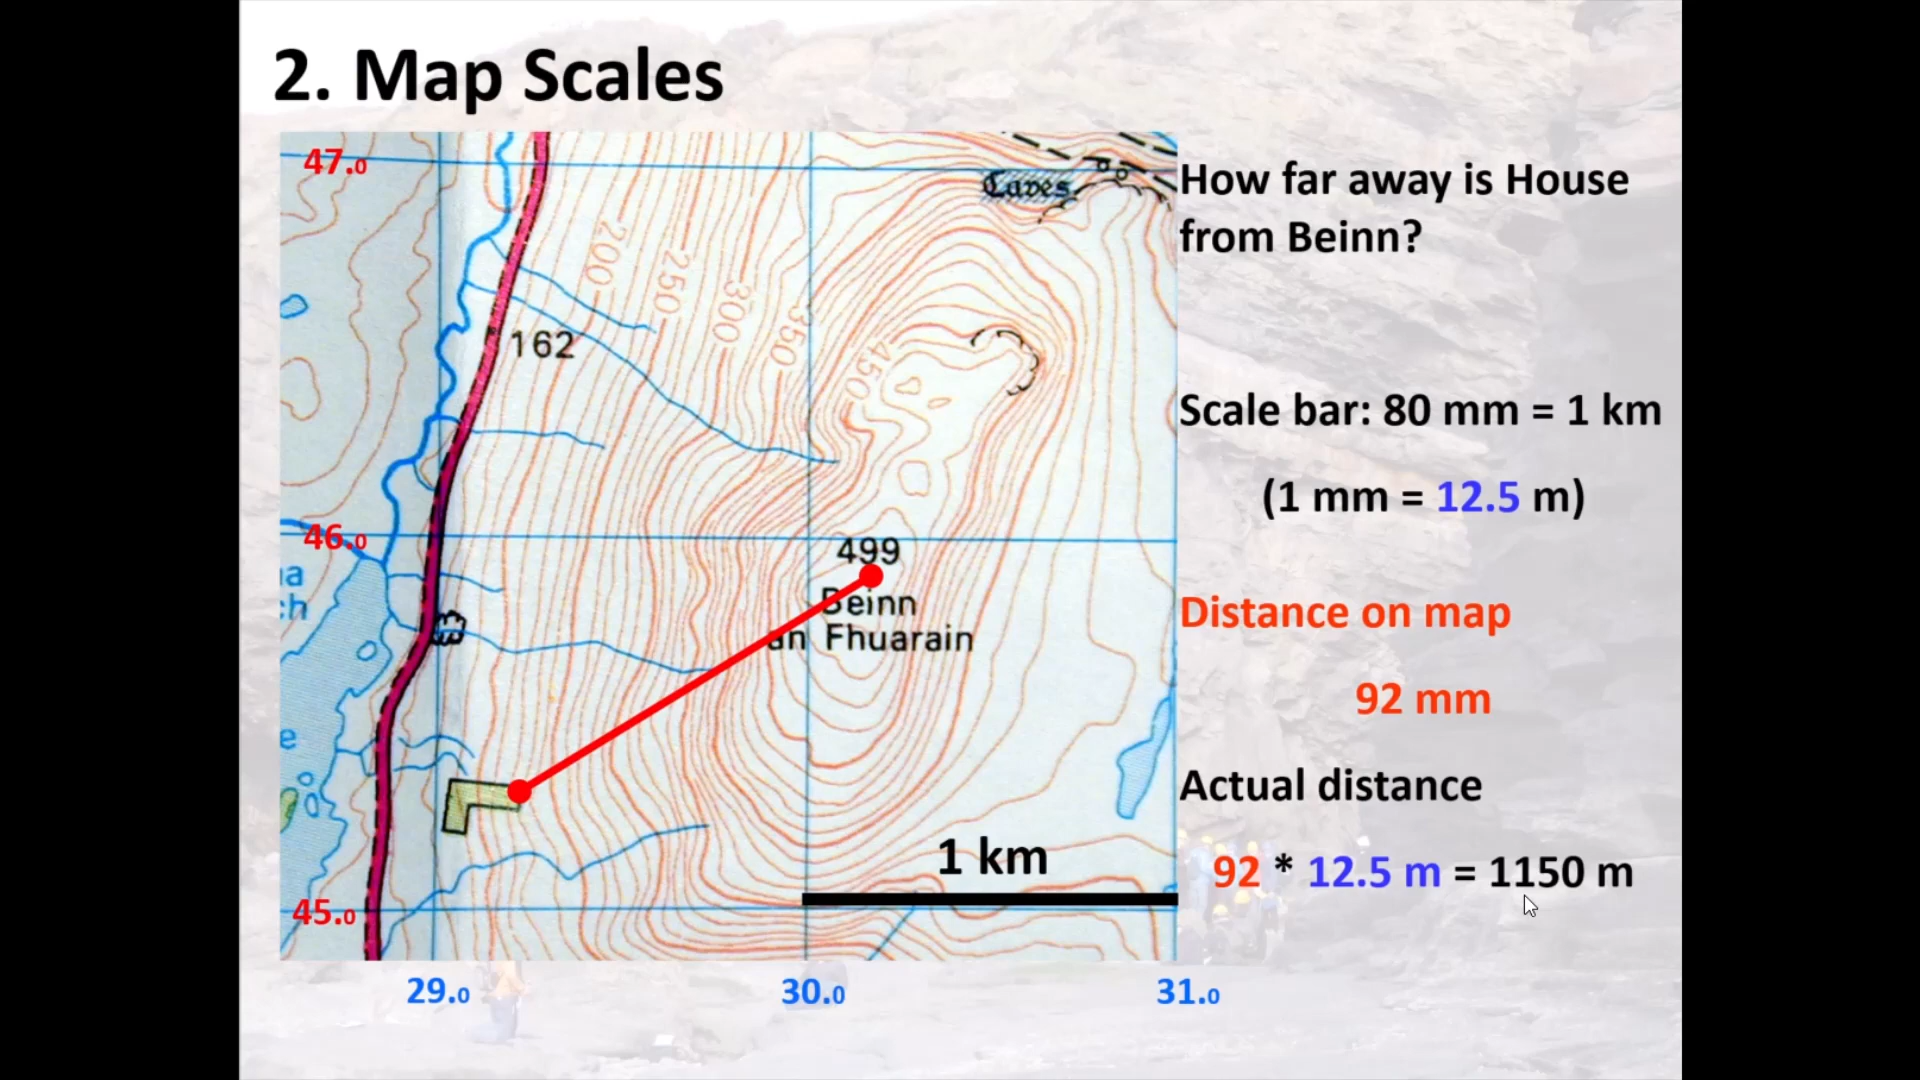 2. Map Scales
47.0
Caves
How far away is House
from Beinn?
200
250
300
350
162
450
Scale bar: 80 mm = 1 km
(1 mm = 12.5 m)
46.0
499
a
ch
Beinn
an Fhuarain
Distance on map
92 mm
e
Actual distance
1 km
92 * 12.5 m = 1150 m
45.0
29.0
30.0
31.0